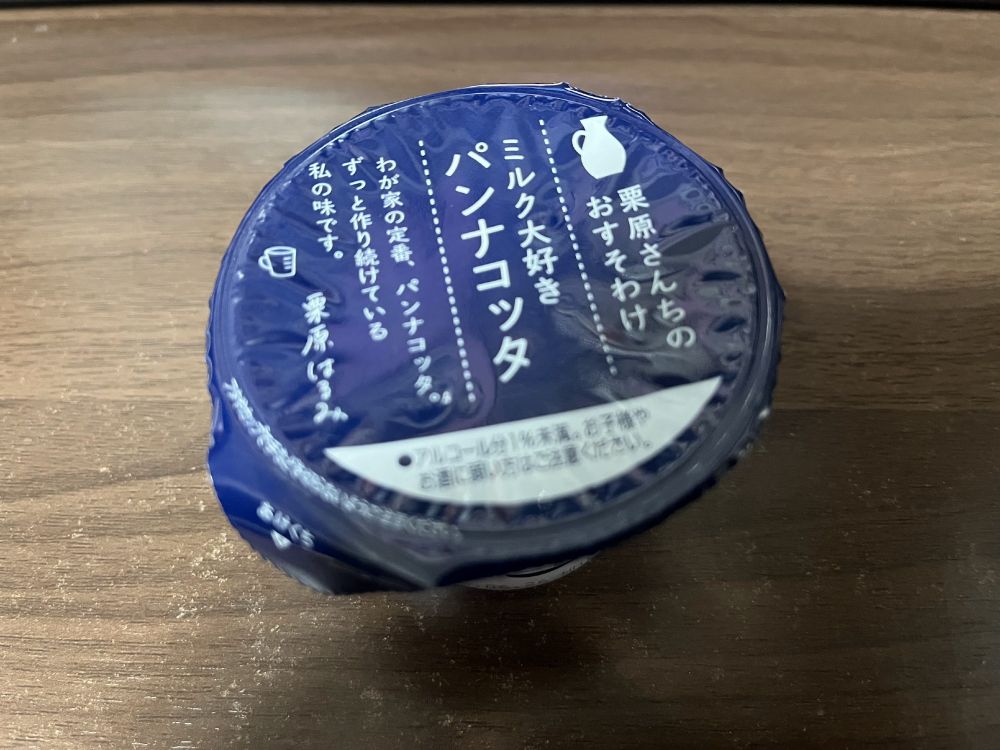 栗原さんちの
おすそわけ
ミルク大好き
パンナコッタ
わが家の定番、パンナコッタ。
ずっと作り続けている
私の味です。
栗原はるみ
●アルコール分1%未満。お子様や
お酒に弱い方はご注意ください。
あけくち